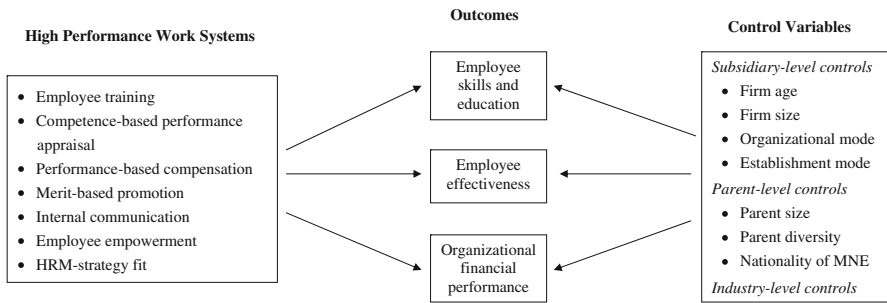 High Performance Work Systems
• Employee training
• Competence-based performance
appraisal
• Performance-based compensation
• Merit-based promotion
• Internal communication
• Employee empowerment
• HRM-strategy fit
Outcomes
Employee
skills and
education
Employee
effectiveness
Organizational
financial
performance
Control Variables
Subsidiary-level controls
• Firm age
• Firm size
• Organizational mode
• Establishment mode
Parent-level controls
• Parent size
• Parent diversity
• Nationality of MNE
Industry-level controls